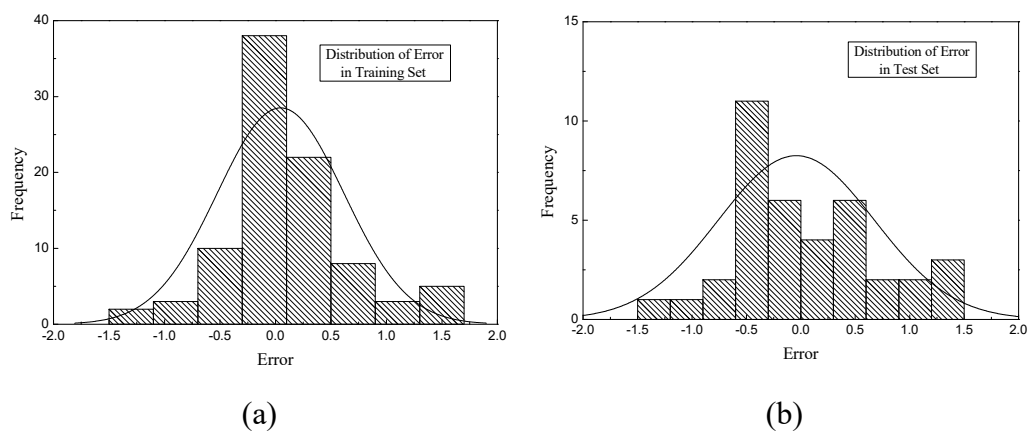 Distribution of Error
in Training Set
Frequency
40
30
20
10
0
-2.0 -1.5 -1.0 -0.5 0.0 0.5 1.0 1.5 2.0
Error
(a)
Distribution of Error
in Test Set
Frequency
15
10
5
0
-2.0 -1.5 -1.0 -0.5 0.0 0.5 1.0 1.5 2.0
Error
(b)